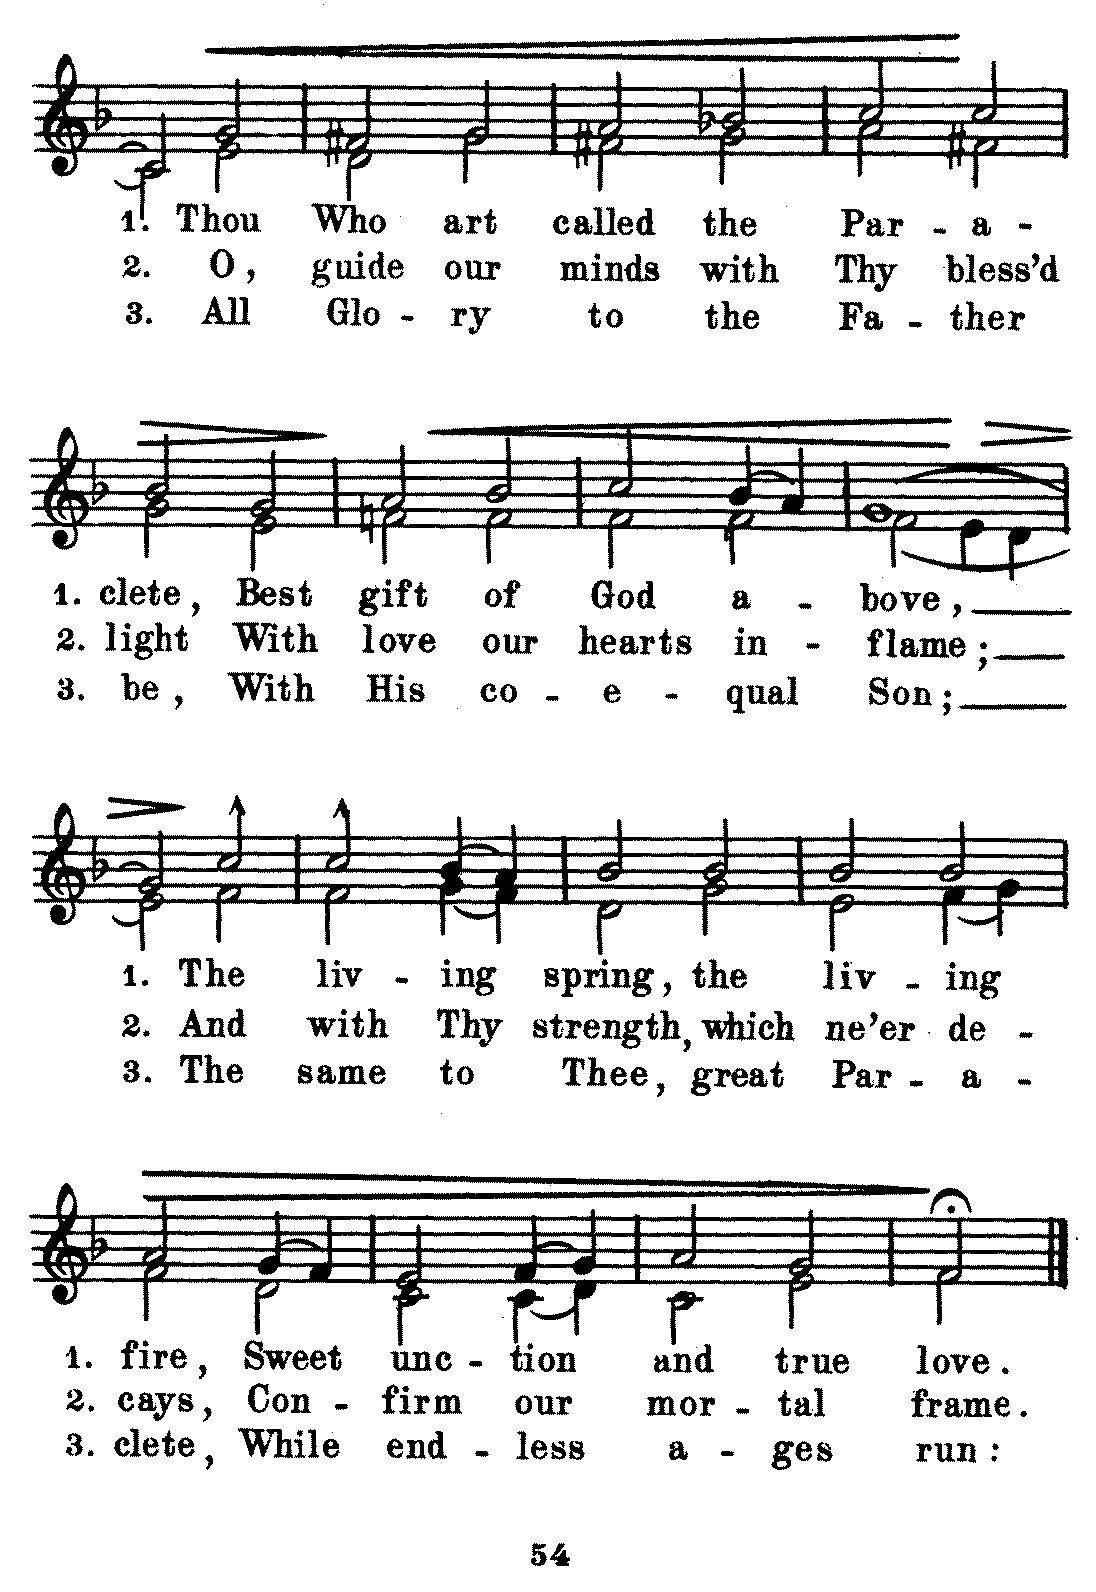 1. Thou Who art called the Par - a -
2. O, guide our minds with Thy bless'd
3. All Glo - ry to the Fa - ther
1. clete, Best gift of God a - bove,
2. light With love our hearts in - flame;
3. be, With His co - e - qual Son;
1. The liv - ing spring, the liv - ing
2. And with Thy strength, which ne'er de -
3. The same to Thee, great Par - a -
1. fire, Sweet unc - tion and true love.
2. cays, Con - firm our mor - tal frame.
3. clete, While end - less a - ges run:
54